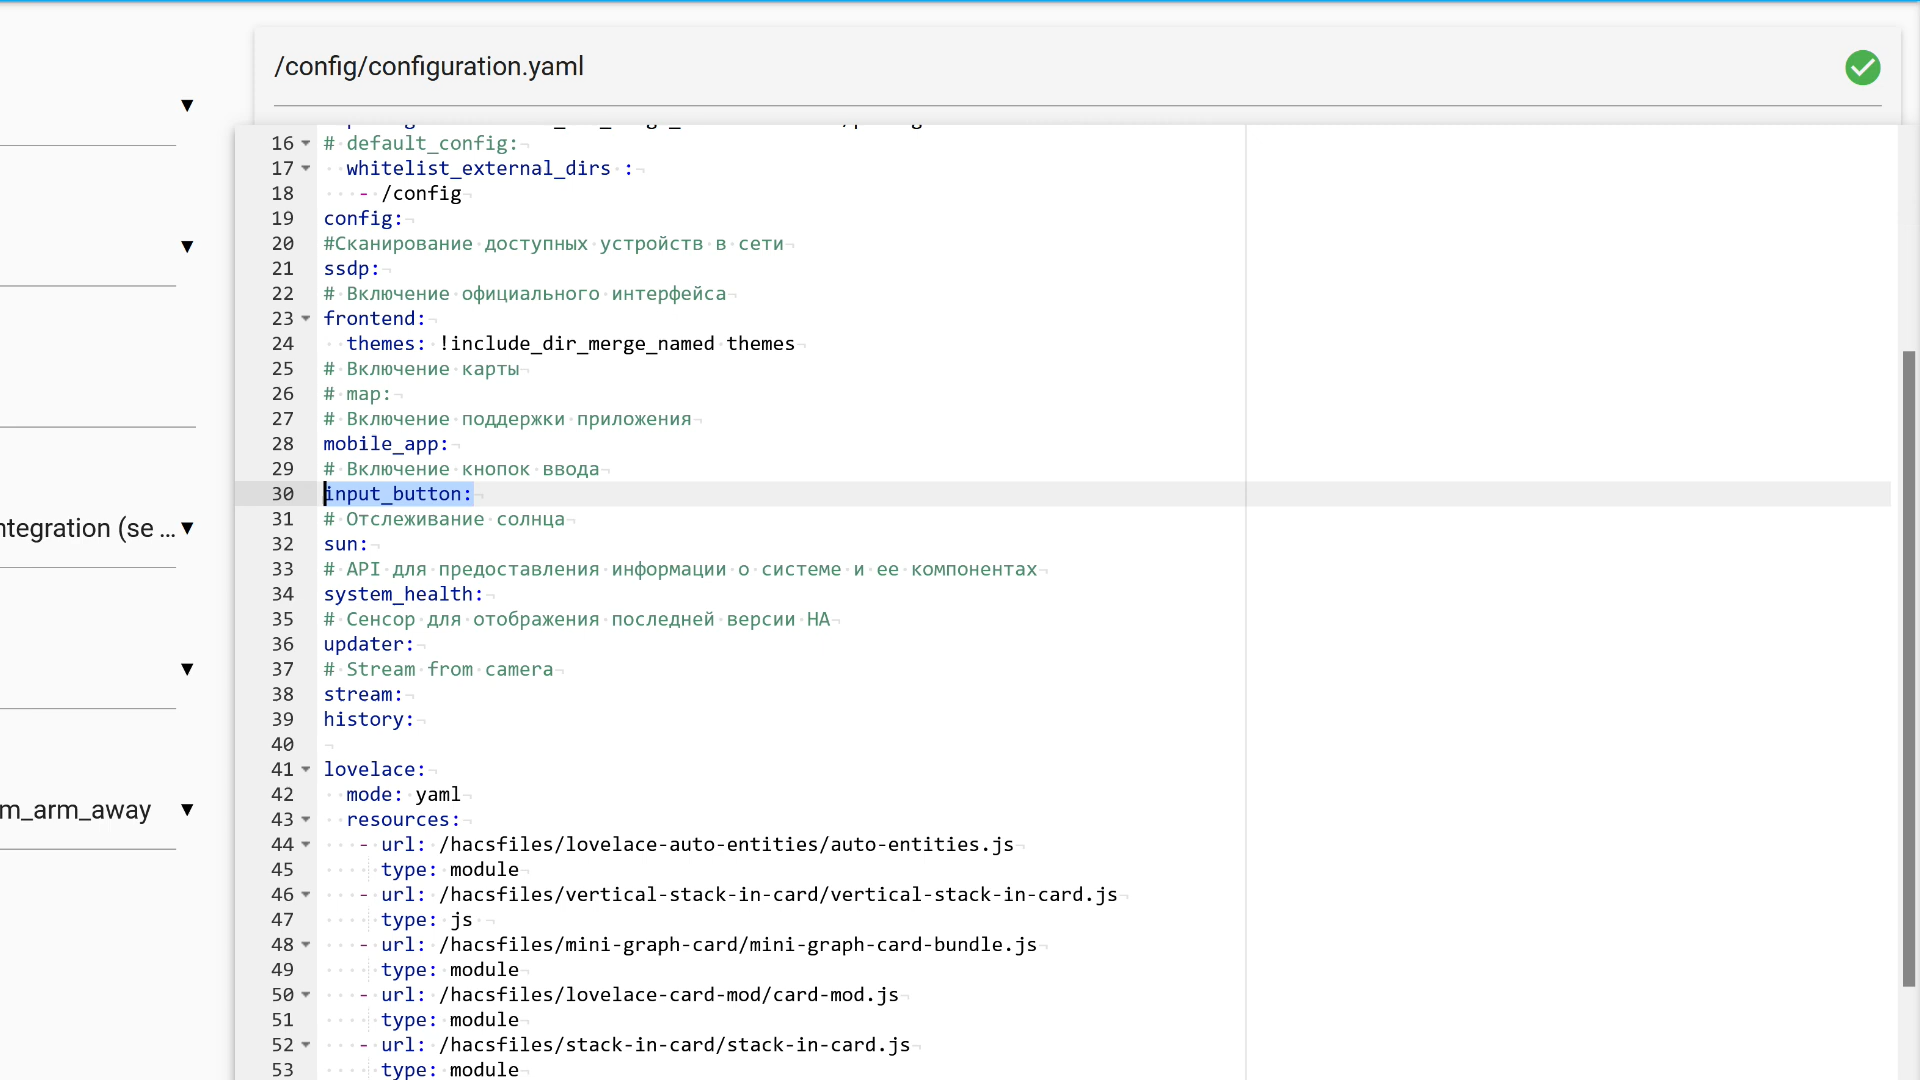 /config/configuration.yaml
16 # default_config:
17 whitelist_external_dirs :
18 - /config
19 config:
20 #Сканирование доступных устройств в сети
21 ssdp:
22 # Включение официального интерфейса
23 frontend:
24 themes: !include_dir_merge_named themes
25 # Включение карты
26 # map:
27 # Включение поддержки приложения
28 mobile_app:
29 # Включение кнопок ввода
30 input_button:
31 # Отслеживание солнца
32 sun:
33 # API для предоставления информации о системе и ее компонентах
34 system_health:
35 # Сенсор для отображения последней версии HA
36 updater:
37 # Stream from camera
38 stream:
39 history:
40
41 lovelace:
42 mode: yaml
43 resources:
44 - url: /hacsfiles/lovelace-auto-entities/auto-entities.js
45 type: module
46 - url: /hacsfiles/vertical-stack-in-card/vertical-stack-in-card.js
47 type: js
48 - url: /hacsfiles/mini-graph-card/mini-graph-card-bundle.js
49 type: module
50 - url: /hacsfiles/lovelace-card-mod/card-mod.js
51 type: module
52 - url: /hacsfiles/stack-in-card/stack-in-card.js
53 type: module
ntegration (se ...
m_arm_away